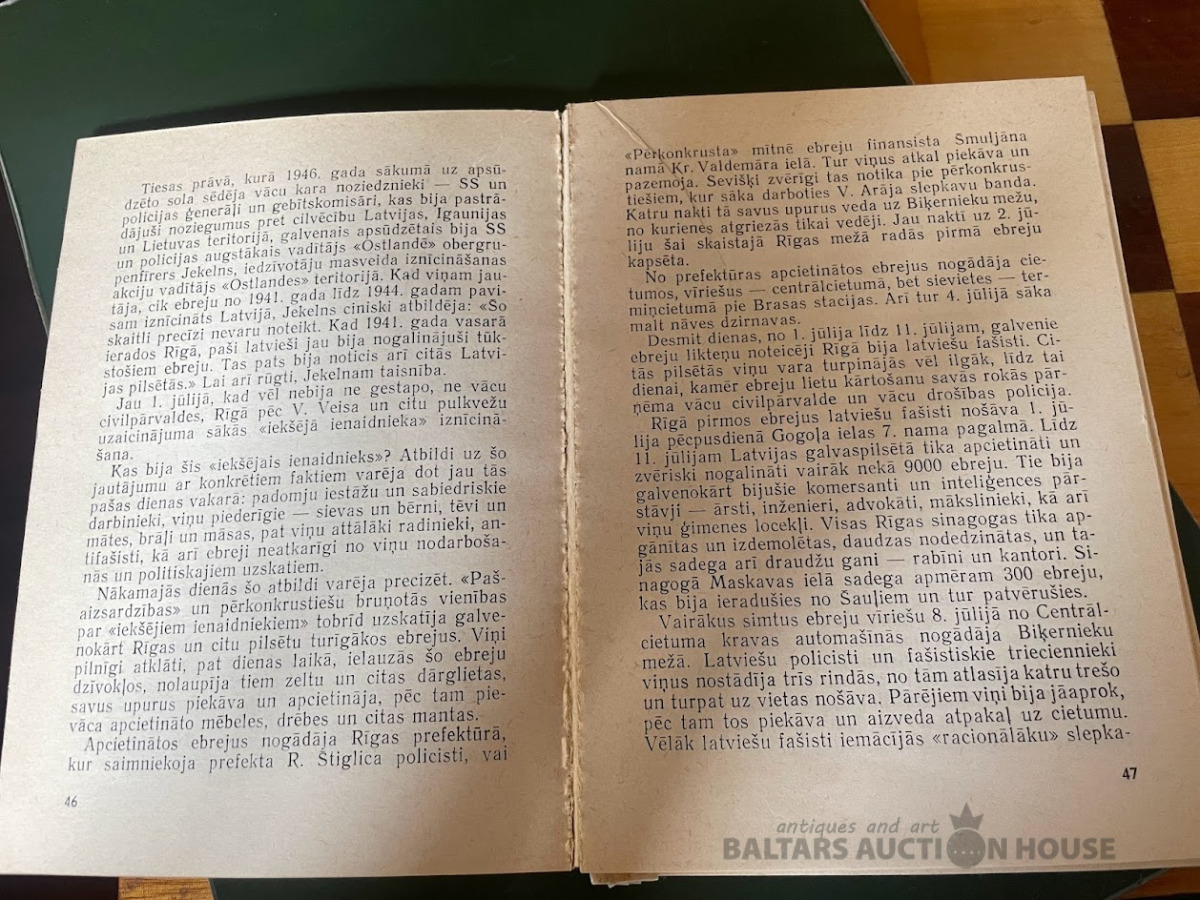 Tiesas prāvā, kurā 1946. gada sākumā uz apsū-
dzēto sola sēdēja vācu kara noziedznieki — SS un
policijas ģenerāļi un gebītskomisāri, kas bija pastrā-
dājuši noziegumus pret cilvēcību Latvijas, Igaunijas
un Lietuvas teritorijā, galvenais apsūdzētais bija SS
un policijas augstākais vadītājs «Ostlandē» obergru-
penfīrers Jekelns, iedzīvotāju masveida iznīcināšanas
akciju vadītājs «Ostlandes» teritorijā. Kad viņam jau-
tāja, cik ebreju no 1941. gada līdz 1944. gadam pavi-
sam iznīcināts Latvijā, Jekelns ciniski atbildēja: «Šo
skaitli precīzi nevaru noteikt. Kad 1941. gada vasarā
ierados Rīgā, paši latvieši jau bija nogalinājuši tūk-
stošiem ebreju. Tas pats bija noticis arī citās Latvi-
jas pilsētās.» Lai arī rūgti, Jekelnam taisnība.
Jau 1. jūlijā, kad vēl nebija ne gestapo, ne vācu
civilpārvaldes, Rīgā pēc V. Veisa un citu pulkvežu
uzaicinājuma sākās «iekšējā ienaidnieka» iznīcinā-
šana.
Kas bija šis «iekšējais ienaidnieks»? Atbildi uz šo
jautājumu ar konkrētiem faktiem varēja dot jau tās
pašas dienas vakarā: padomju iestāžu un sabiedriskie
darbinieki, viņu piederīgie — sievas un bērni, tēvi un
mātes, brāļi un māsas, pat viņu attālāki radinieki, an-
tifašisti, kā arī ebreji neatkarīgi no viņu nodarboša-
nās un politiskajiem uzskatiem.
Nākamajās dienās šo atbildi varēja precizēt. «Paš-
aizsardzības» un pērkonkrustiešu bruņotās vienības
par «iekšējiem ienaidniekiem» tobrīd uzskatīja galve-
nokārt Rīgas un citu pilsētu turīgākos ebrejus. Viņi
pilnīgi atklāti, pat dienas laikā, ielauzās šo ebreju
dzīvokļos, nolaupīja tiem zeltu un citas dārglietas,
savus upurus piekāva un apcietināja, pēc tam pie-
vāca apcietināto mēbeles, drēbes un citas mantas.
Apcietinātos ebrejus nogādāja Rīgas prefektūrā,
kur saimniekoja prefekta R. Štiglica policisti, vai
46
«Pērkonkrusta» mītnē ebreju finansista Šmuljāna
namā Kr. Valdemāra ielā. Tur viņus atkal piekāva un
pazemoja. Sevišķi zvērīgi tas notika pie pērkonkrus-
tiešiem, kur sāka darboties V. Arāja slepkavu banda.
Katru nakti tā savus upurus veda uz Biķernieku mežu,
no kurienes atgriezās tikai vedēji. Jau naktī uz 2. jū-
liju šai skaistajā Rīgas mežā radās pirmā ebreju
kapsēta.
No prefektūras apcietinātos ebrejus nogādāja cie-
tumos, vīriešus — centrālcietumā, bet sievietes — ter-
miņcietumā pie Brasas stacijas. Arī tur 4. jūlijā sāka
malt nāves dzirnavas.
Desmit dienas, no 1. jūlija līdz 11. jūlijam, galvenie
ebreju likteņu noteicēji Rīgā bija latviešu fašisti. Ci-
tās pilsētās viņu vara turpinājās vēl ilgāk, līdz tai
dienai, kamēr ebreju lietu kārtošanu savās rokās pār-
ņēma vācu civilpārvalde un vācu drošības policija.
Rīgā pirmos ebrejus latviešu fašisti nošāva 1. jū-
lija pēcpusdienā Gogoļa ielas 7. nama pagalmā. Līdz
11. jūlijam Latvijas galvaspilsētā tika apcietināti un
zvēriski nogalināti vairāk nekā 9000 ebreju. Tie bija
galvenokārt bijušie komersanti un inteliģences pār-
stāvji — ārsti, inženieri, advokāti, mākslinieki, kā arī
viņu ģimenes locekļi. Visas Rīgas sinagogas tika ap-
gānītas un izdemolētas, daudzas nodedzinātas, un ta-
jās sadega arī draudžu gani — rabīni un kantori. Si-
nagogā Maskavas ielā sadega apmēram 300 ebreju,
kas bija ieradušies no Šauļiem un tur patvērušies.
Vairākus simtus ebreju vīriešu 8. jūlijā no Centrāl-
cietuma kravas automašīnās nogādāja Biķernieku
mežā. Latviešu policisti un fašistiskie triecieninieki
viņus nostādīja trīs rindās, no tām atlasīja katru trešo
un turpat uz vietas nošāva. Pārējiem viņi bija jāaprok,
pēc tam tos piekāva un aizveda atpakaļ uz cietumu.
Vēlāk latviešu fašisti iemācījās «racionālāku» slepka-
47
antiques and art
BALTARS AUCTION HOUSE